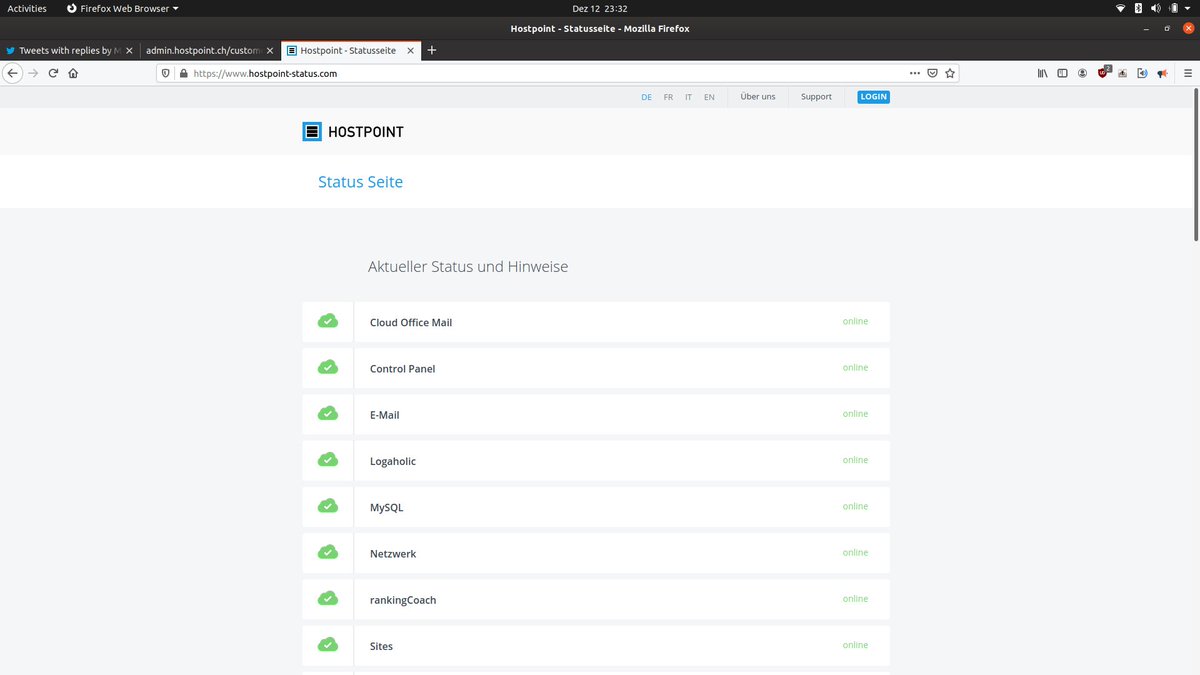 Activities Firefox Web Browser Dez 12 23:32
Hostpoint - Statusseite - Mozilla Firefox
Tweets with replies by M admin.hostpoint.ch/custome Hostpoint - Statusseite
https://www.hostpoint-status.com 2
DE FR IT EN Über uns Support LOGIN
HOSTPOINT
Status Seite
Aktueller Status und Hinweise
Cloud Office Mail online
Control Panel online
E-Mail online
Logaholic online
MySQL online
Netzwerk online
rankingCoach online
Sites online